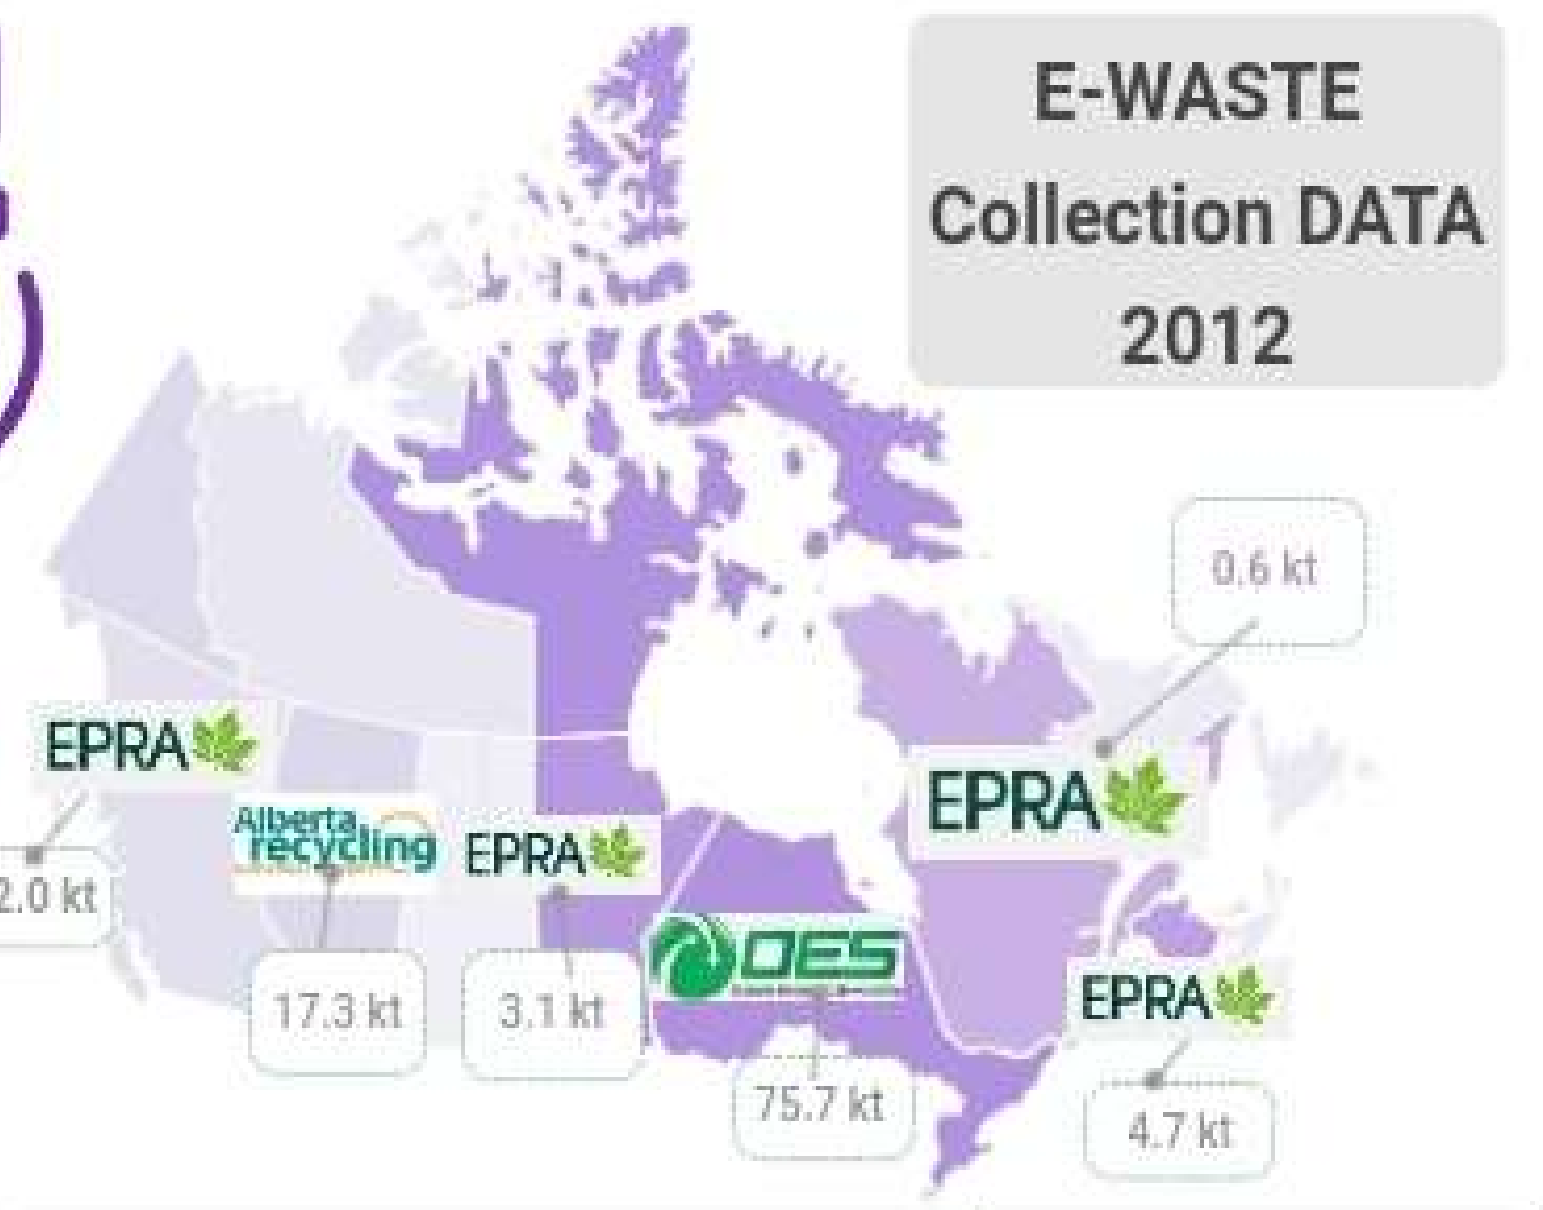 E-WASTE
Collection DATA
2012
0.6 kt
EPRA
EPRA
Alberta
recycling
EPRA
2.0 kt
OES
EPRA
17.3 kt
3.1 kt
75.7 kt
4.7 kt